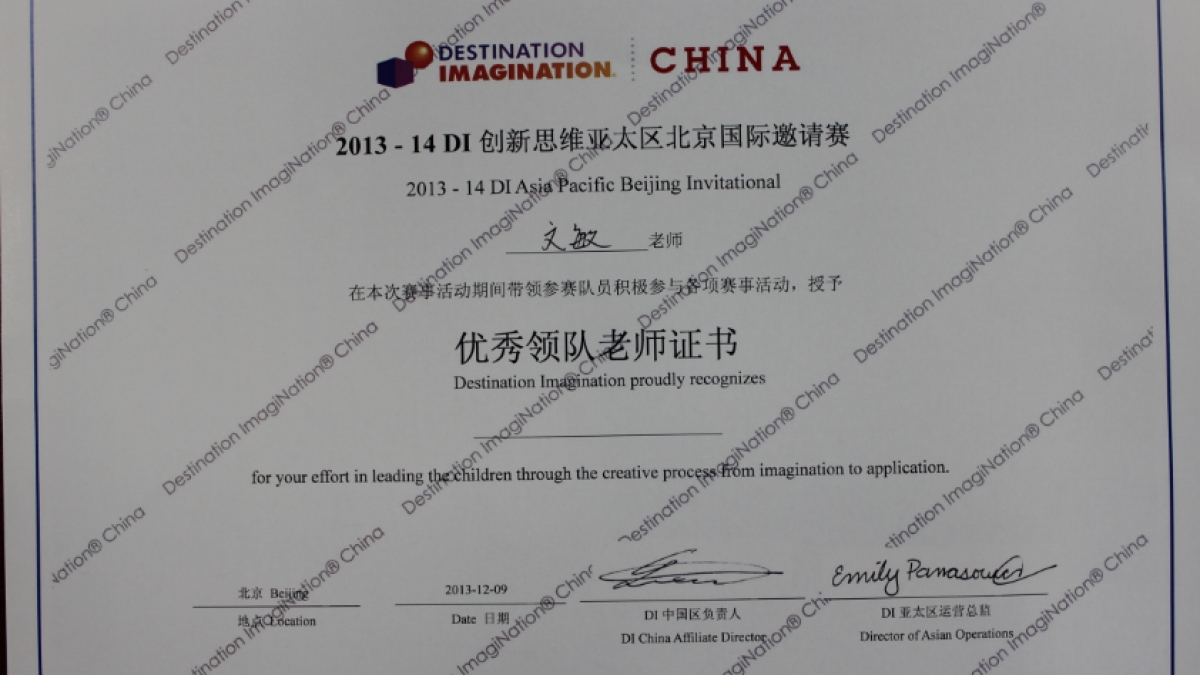 DESTINATION
IMAGINATION
CHINA
2013 - 14 DI 创新思维亚太区北京国际邀请赛
2013 - 14 DI Asia Pacific Beijing Invitational
文敏 老师
在本次赛事活动期间带领参赛队员积极参与各项赛事活动，授予
优秀领队老师证书
Destination Imagination proudly recognizes
for your effort in leading the children through the creative process from imagination to application.
北京 Beijing
地点 Location
2013-12-09
Date 日期
DI 中国区负责人
DI China Affiliate Director
Emily
DI 亚太区运营总监
Director of Asian Operations
Destination ImagiNation® China